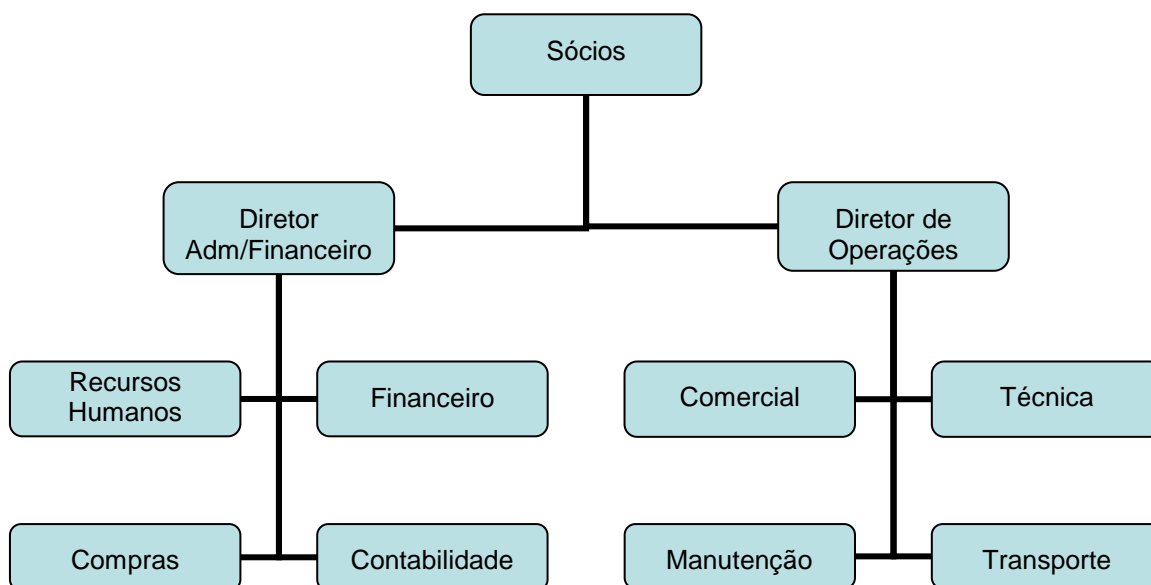 Sócios
Diretor
Adm/Financeiro
Diretor de
Operações
Recursos
Humanos
Financeiro
Comercial
Técnica
Compras
Contabilidade
Manutenção
Transporte